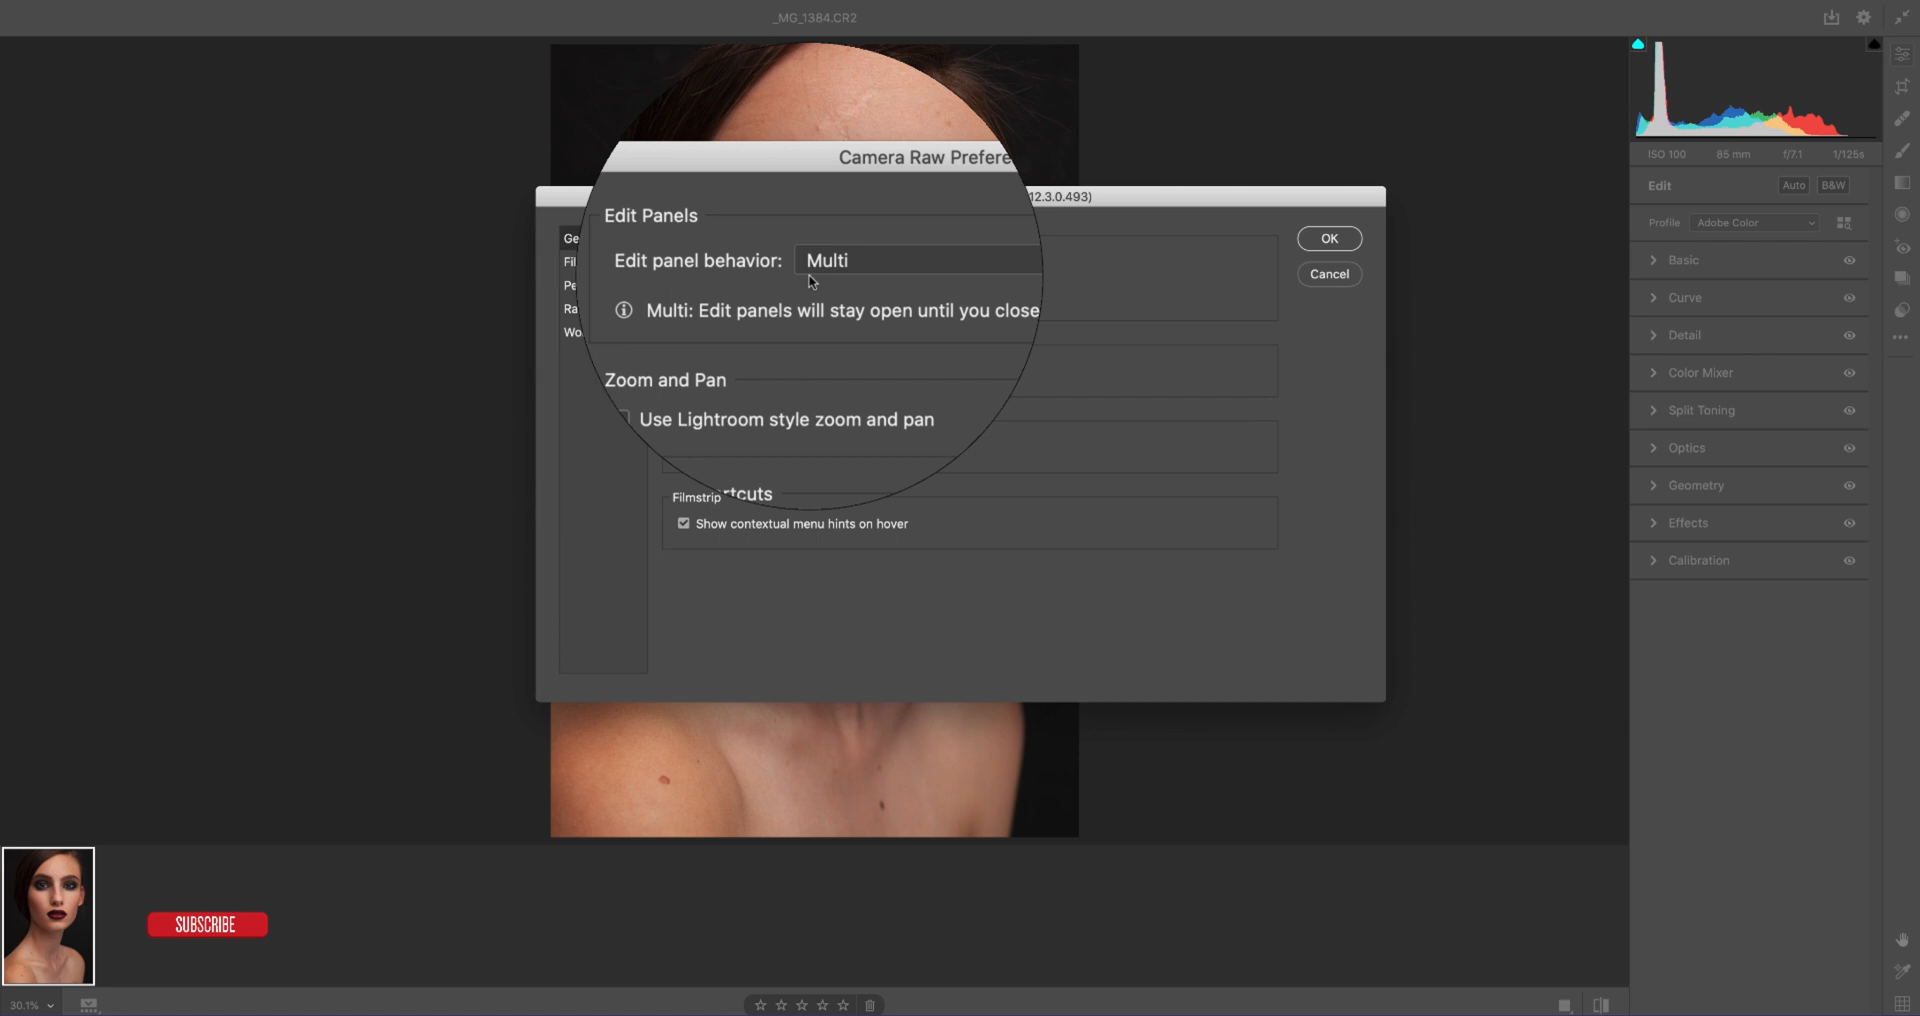 _MG_1384.CR2
Camera Raw Prefere
12.3.0.493)
Edit Panels
Edit panel behavior: Multi
Multi: Edit panels will stay open until you close
Zoom and Pan
Use Lightroom style zoom and pan
rtcuts
Filmstrip
Show contextual menu hints on hover
Ge
Fil
Pe
Ra
Wo
OK
Cancel
ISO 100 85 mm f/7.1 1/125s
Edit Auto B&W
Profile Adobe Color
Basic
Curve
Detail
Color Mixer
Split Toning
Optics
Geometry
Effects
Calibration
SUBSCRIBE
30.1%